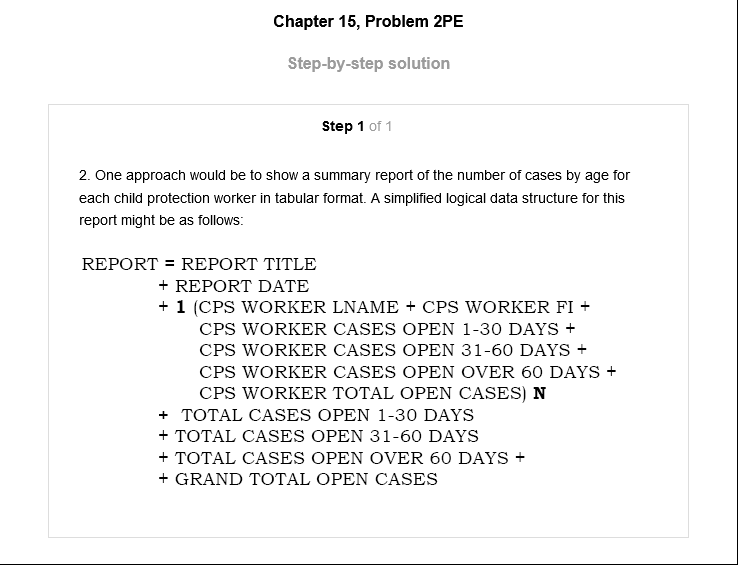 Chapter 15, Problem 2PE
Step-by-step solution
Step 1 of 1
2. One approach would be to show a summary report of the number of cases by age for
each child protection worker in tabular format. A simplified logical data structure for this
report might be as follows:
REPORT = REPORT TITLE
+ REPORT DATE
+ 1 (CPS WORKER LNAME + CPS WORKER FI +
CPS WORKER CASES OPEN 1-30 DAYS +
CPS WORKER CASES OPEN 31-60 DAYS +
CPS WORKER CASES OPEN OVER 60 DAYS +
CPS WORKER TOTAL OPEN CASES) N
+ TOTAL CASES OPEN 1-30 DAYS
+ TOTAL CASES OPEN 31-60 DAYS
+ TOTAL CASES OPEN OVER 60 DAYS +
+ GRAND TOTAL OPEN CASES